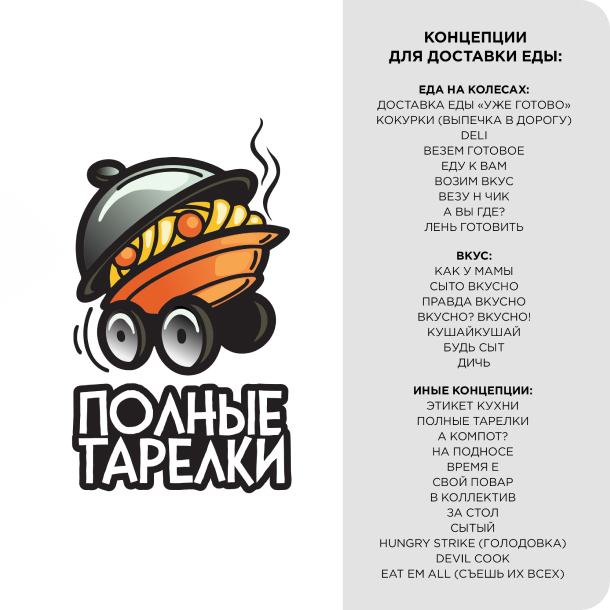 ПОЛНЫЕ
ТАРЕЛКИ
КОНЦЕПЦИИ
ДЛЯ ДОСТАВКИ ЕДЫ:
ЕДА НА КОЛЕСАХ:
ДОСТАВКА ЕДЫ «УЖЕ ГОТОВО»
КОКУРКИ (ВЫПЕЧКА В ДОРОГУ)
DELI
ВЕЗЕМ ГОТОВОЕ
ЕДУ К ВАМ
ВОЗИМ ВКУС
ВЕЗУ Н ЧИК
А ВЫ ГДЕ?
ЛЕНЬ ГОТОВИТЬ
ВКУС:
КАК У МАМЫ
СЫТО ВКУСНО
ПРАВДА ВКУСНО
ВКУСНО? ВКУСНО!
КУШАЙКУШАЙ
БУДЬ СЫТ
ДИЧЬ
ИНЫЕ КОНЦЕПЦИИ:
ЭТИКЕТ КУХНИ
ПОЛНЫЕ ТАРЕЛКИ
А КОМПОТ?
НА ПОДНОСЕ
ВРЕМЯ Е
СВОЙ ПОВАР
В КОЛЛЕКТИВ
ЗА СТОЛ
СЫТЫЙ
HUNGRY STRIKE (ГОЛОДОВКА)
DEVIL COOK
EAT EM ALL (СЪЕШЬ ИХ ВСЕХ)